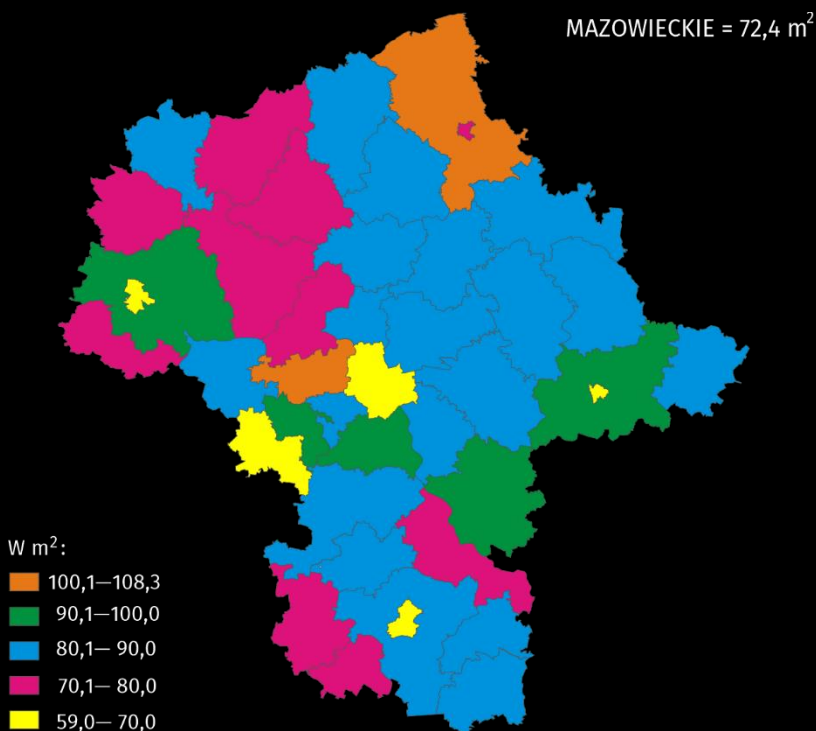 MAZOWIECKIE = 72,4 m²
W m²:
100,1—108,3
90,1—100,0
80,1— 90,0
70,1— 80,0
59,0— 70,0